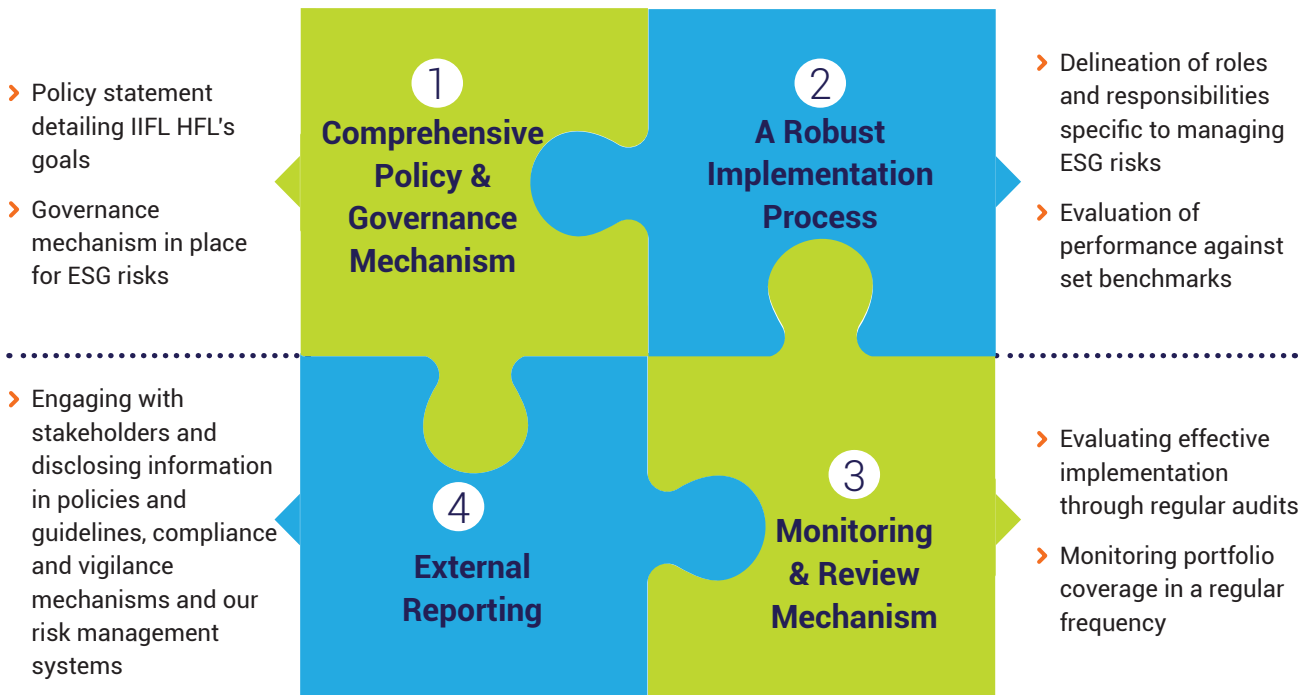 Policy statement
detailing IIFL HFL's
goals
Governance
mechanism in place
for ESG risks
1
Comprehensive
Policy &
Governance
Mechanism
2
A Robust
Implementation
Process
Delineation of roles
and responsibilities
specific to managing
ESG risks
Evaluation of
performance against
set benchmarks
Engaging with
stakeholders and
disclosing information
in policies and
guidelines, compliance
and vigilance
mechanisms and our
risk management
systems
4
External
Reporting
3
Monitoring
& Review
Mechanism
Evaluating effective
implementation
through regular audits
Monitoring portfolio
coverage in a regular
frequency